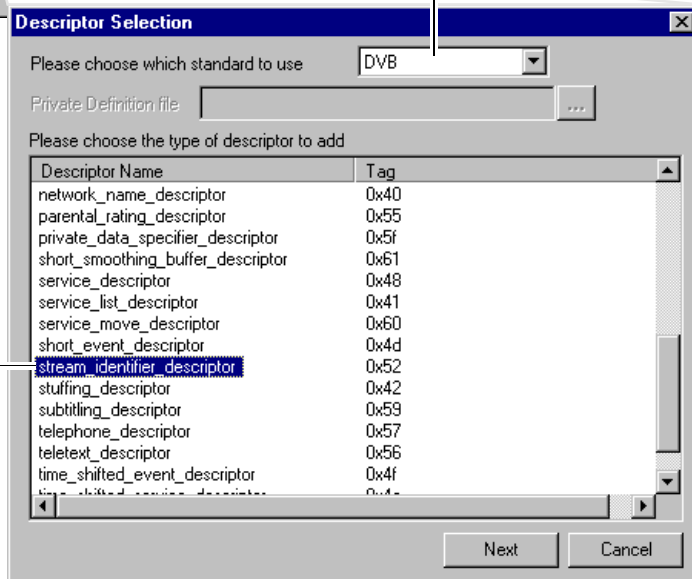 Descriptor Selection
Please choose which standard to use DVB
Private Definition file ...
Please choose the type of descriptor to add
Descriptor Name Tag
network_name_descriptor 0x40
parental_rating_descriptor 0x55
private_data_specifier_descriptor 0x5f
short_smoothing_buffer_descriptor 0x61
service_descriptor 0x48
service_list_descriptor 0x41
service_move_descriptor 0x60
short_event_descriptor 0x4d
stream_identifier_descriptor 0x52
stuffing_descriptor 0x42
subtitling_descriptor 0x59
telephone_descriptor 0x57
teletext_descriptor 0x56
time_shifted_event_descriptor 0x4f
Next Cancel